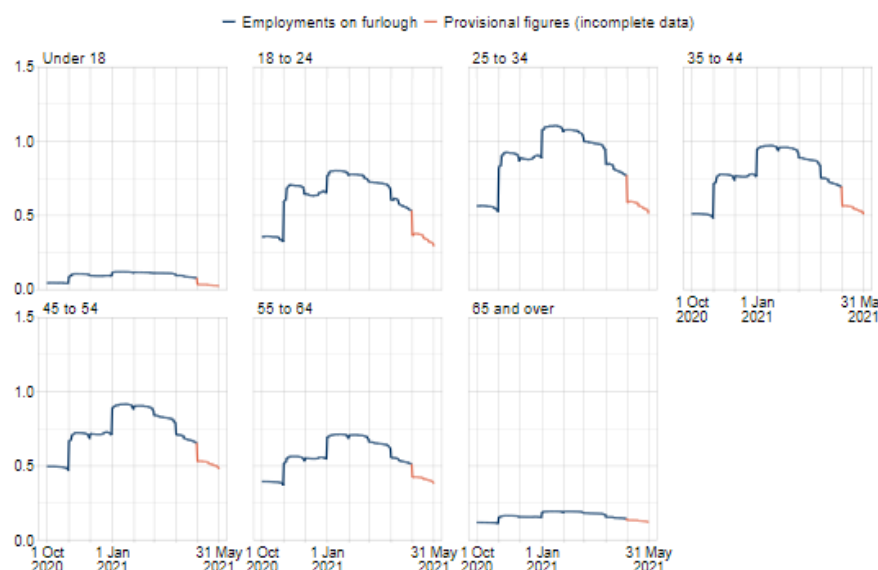 Employments on furlough Provisional figures (incomplete data)
Under 18 18 to 24 25 to 34 35 to 44
1.5
1.0
0.5
0.0
1 Oct 2020 1 Jan 2021 31 Ma 2021
45 to 54 55 to 64 65 and over
1.5
1.0
0.5
0.0
1 Oct 1 Jan 31 May 1 Oct 1 Jan 31 May 1 Oct 1 Jan 31 May
2020 2021 2021 2020 2021 2021 2020 2021 2021